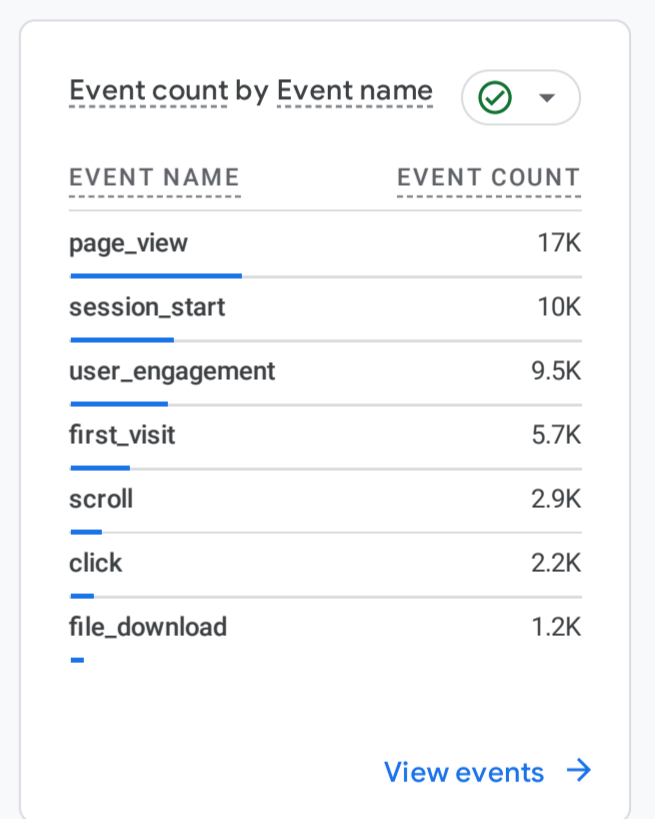 Event count by Event name
EVENT NAME EVENT COUNT
page_view 17K
session_start 10K
user_engagement 9.5K
first_visit 5.7K
scroll 2.9K
click 2.2K
file_download 1.2K
View events